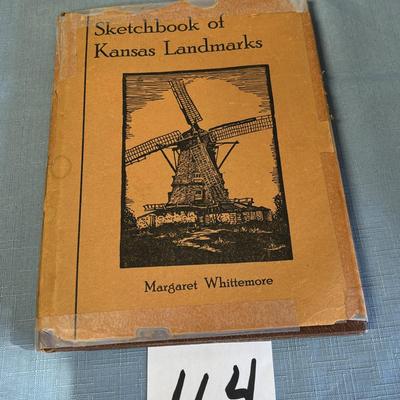 Sketchbook of
Kansas Landmarks
Margaret Whittemore
114